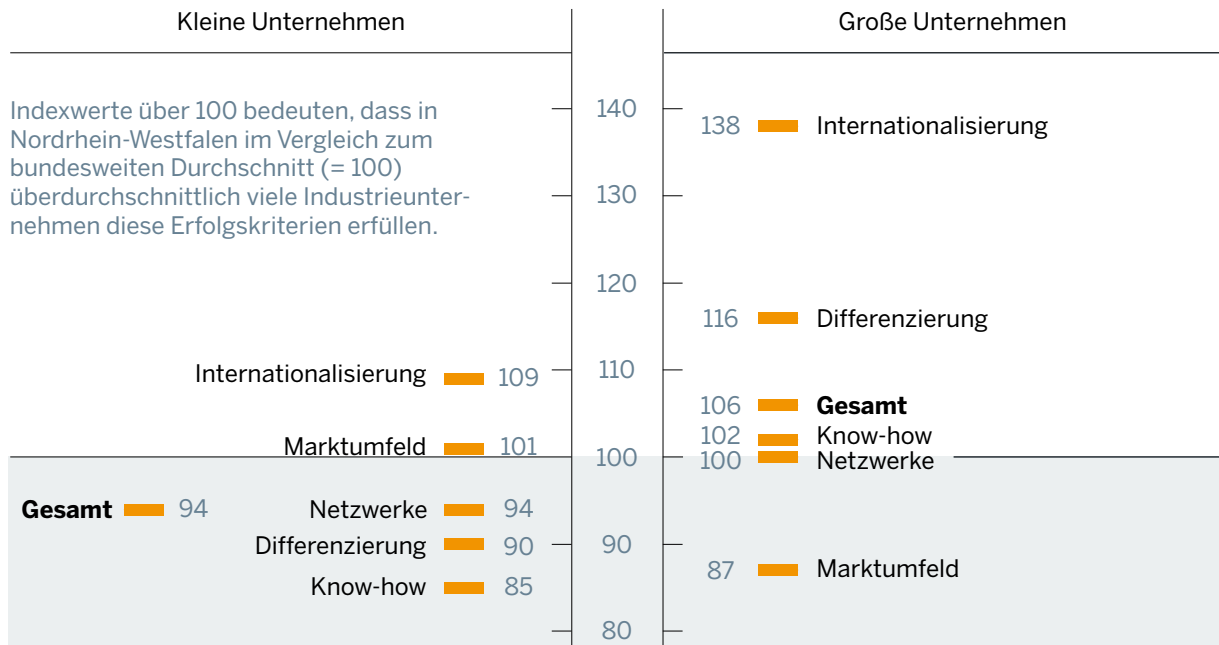 Kleine Unternehmen
Große Unternehmen
Indexwerte über 100 bedeuten, dass in
Nordrhein-Westfalen im Vergleich zum
bundesweiten Durchschnitt (= 100)
überdurchschnittlich viele Industrieunter-
nehmen diese Erfolgskriterien erfüllen.
140
138 Internationalisierung
130
120
116 Differenzierung
Internationalisierung 109
110
106 Gesamt
102 Know-how
Marktumfeld 101
100
100 Netzwerke
Gesamt 94
Netzwerke 94
Differenzierung 90
90
87 Marktumfeld
Know-how 85
80